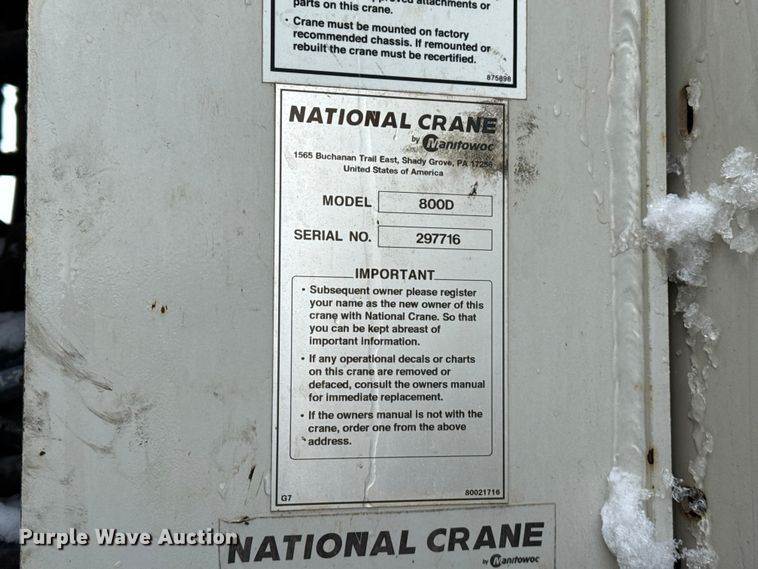 attachments or
parts on this crane.
• Crane must be mounted on factory
recommended chassis. If remounted or
rebuilt the crane must be recertified.
875898
NATIONAL CRANE
by Manitowoc
1565 Buchanan Trail East, Shady Grove, PA 17256
United States of America
MODEL 800D
SERIAL NO. 297716
IMPORTANT
• Subsequent owner please register
your name as the new owner of this
crane with National Crane. So that
you can be kept abreast of
important information.
• If any operational decals or charts
on this crane are removed or
defaced, consult the owners manual
for immediate replacement.
• If the owners manual is not with the
crane, order one from the above
address.
G7 80021716
Purple Wave Auction
NATIONAL CRANE
by Manitowoc